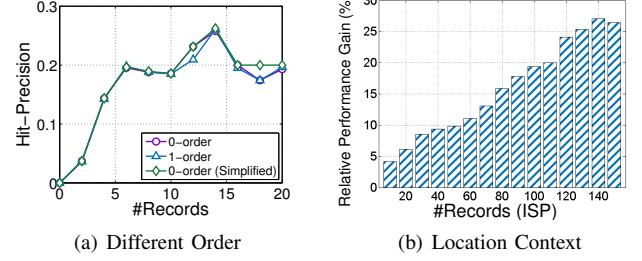 Hit-Precision
0.3
0.2
0.1
0
0 5 10 15 20
#Records
0-order
1-order
0-order (Simplified)
(a) Different Order
Relative Performance Gain (%
30
25
20
15
10
5
0
20 40 60 80 100 120 140
#Records (ISP)
(b) Location Context